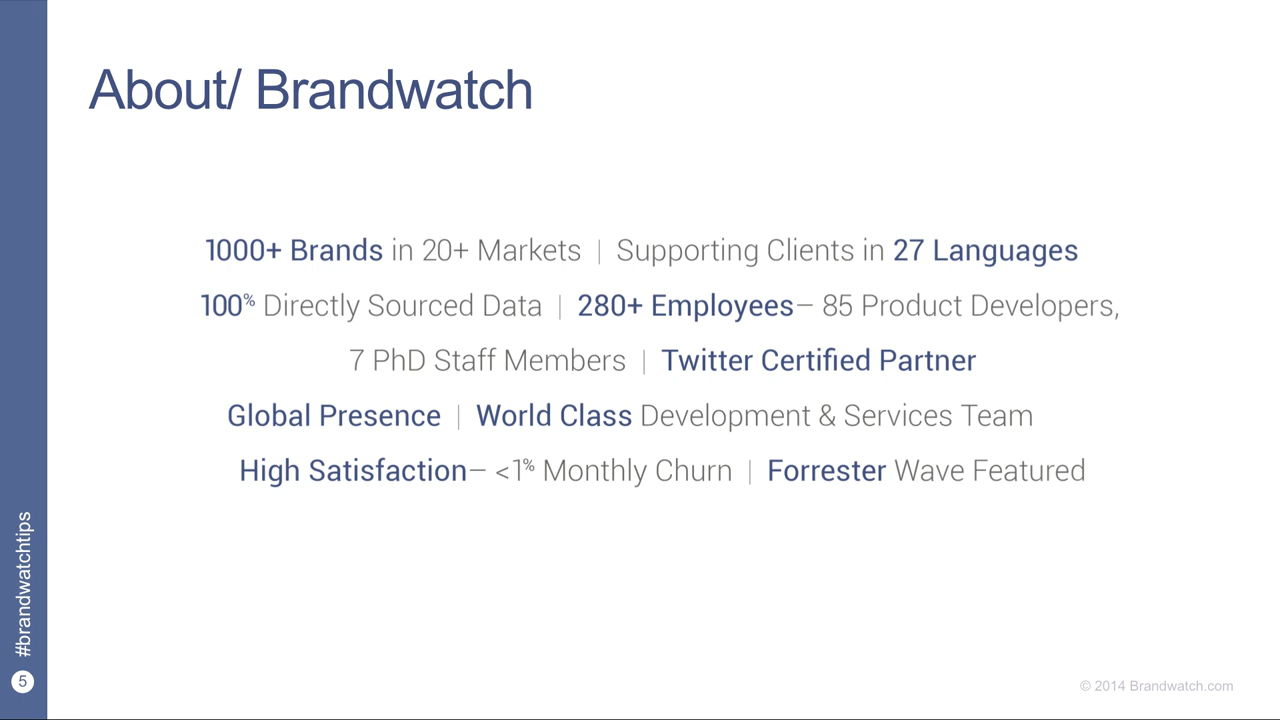 About/ Brandwatch
1000+ Brands in 20+ Markets | Supporting Clients in 27 Languages
100% Directly Sourced Data | 280+ Employees– 85 Product Developers,
7 PhD Staff Members | Twitter Certified Partner
Global Presence | World Class Development & Services Team
High Satisfaction– <1% Monthly Churn | Forrester Wave Featured
#brandwatchtips
5
© 2014 Brandwatch.com